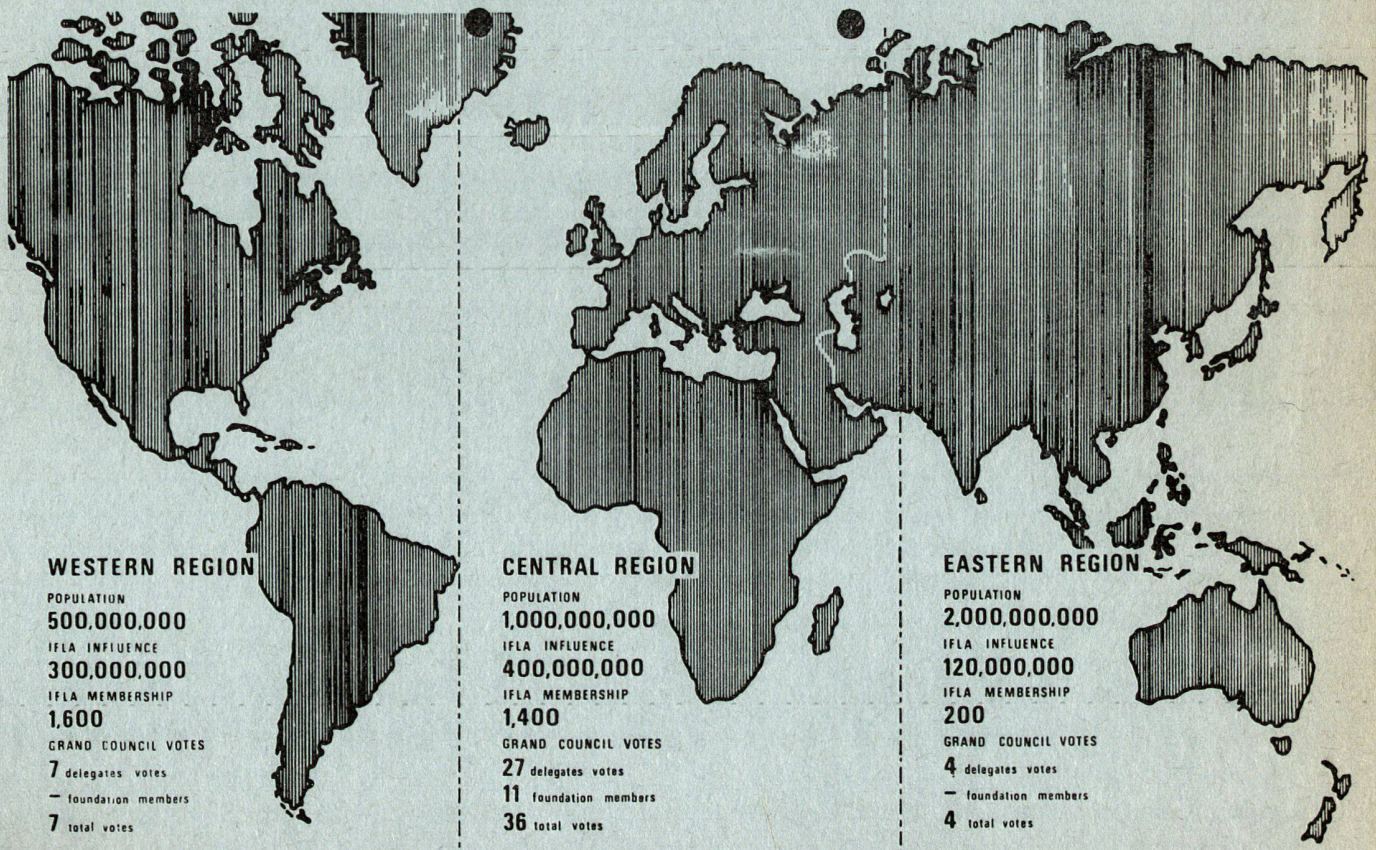 WESTERN REGION
POPULATION
500,000,000
IFLA INFLUENCE
300,000,000
IFLA MEMBERSHIP
1,600
GRAND COUNCIL VOTES
7 delegates votes
– foundation members
7 total votes
CENTRAL REGION
POPULATION
1,000,000,000
IFLA INFLUENCE
400,000,000
IFLA MEMBERSHIP
1,400
GRAND COUNCIL VOTES
27 delegates votes
11 foundation members
36 total votes
EASTERN REGION
POPULATION
2,000,000,000
IFLA INFLUENCE
120,000,000
IFLA MEMBERSHIP
200
GRAND COUNCIL VOTES
4 delegates votes
– foundation members
4 total votes